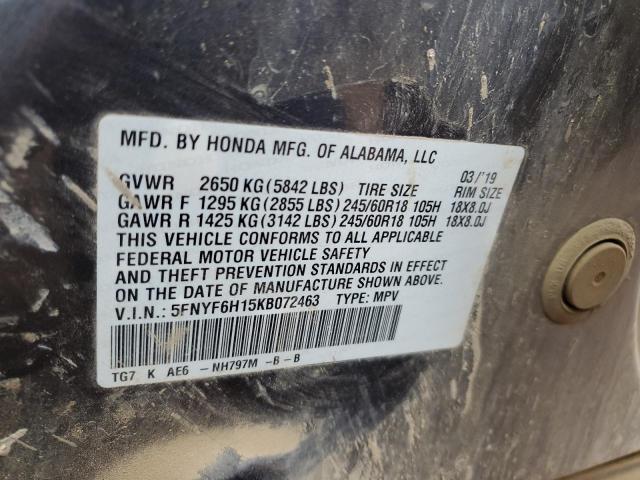 MFD. BY HONDA MFG. OF ALABAMA, LLC
03/'19
GVWR 2650 KG(5842 LBS) TIRE SIZE RIM SIZE
GAWR F 1295 KG(2855 LBS)245/60R18 105H 18X8.0J
GAWR R 1425 KG(3142 LBS)245/60R18 105H 18X8.0J
THIS VEHICLE CONFORMS TO ALL APPLICABLE
FEDERAL MOTOR VEHICLE SAFETY
AND THEFT PREVENTION STANDARDS IN EFFECT
ON THE DATE OF MANUFACTURE SHOWN ABOVE.
V.I.N.: 5FNYF6H15KB072463 TYPE: MPV
TG7 K AE6 -NH797M -B -B